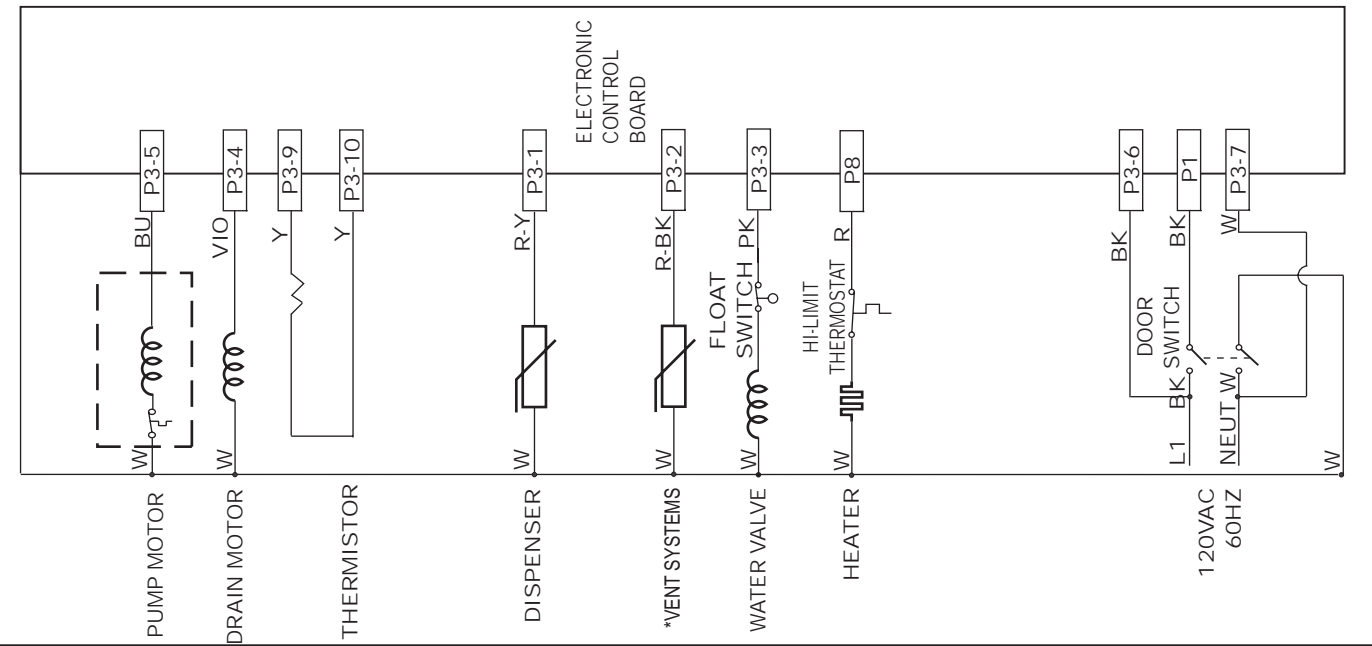 ELECTRONIC
CONTROL
BOARD
P3-5
P3-4
P3-9
P3-10
P3-1
P3-2
P3-3
P8
P3-6
P1
P3-7
BU
VIO
Y
Y
R-Y
R-BK
PK
R
BK
BK
W
FLOAT
SWITCH
HI-LIMIT
THERMOSTAT
DOOR
SWITCH
BK
W
L1
NEUT
W
W
W
W
W
W
W
PUMP MOTOR
DRAIN MOTOR
THERMISTOR
DISPENSER
*VENT SYSTEMS
WATER VALVE
HEATER
120VAC
60HZ